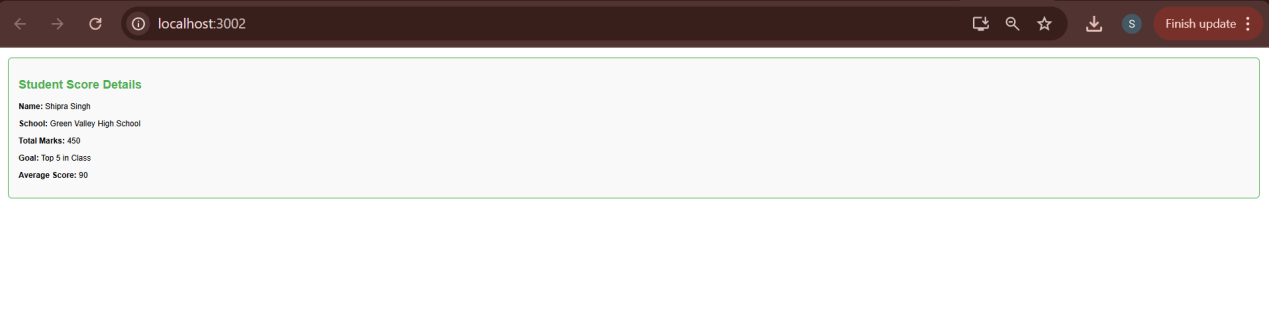 localhost:3002
S
Finish update
Student Score Details
Name: Shipra Singh
School: Green Valley High School
Total Marks: 450
Goal: Top 5 in Class
Average Score: 90